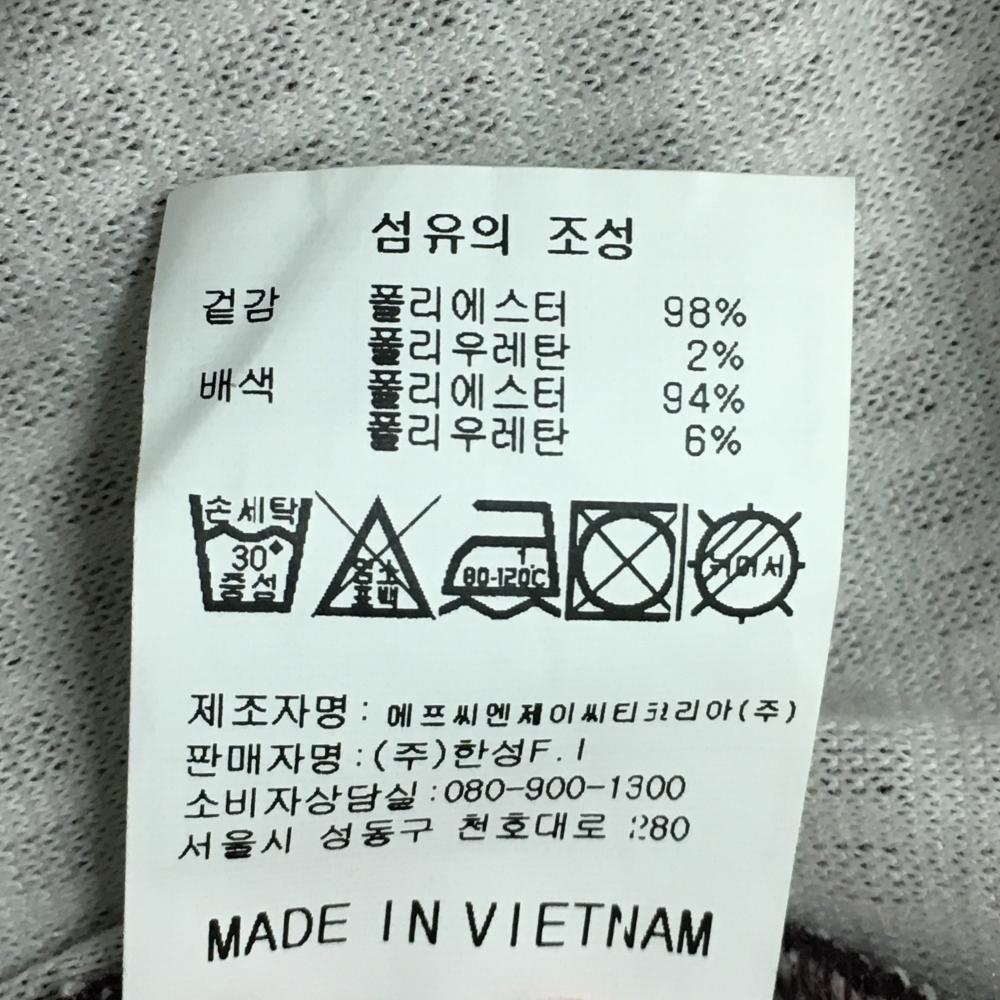 섬유의 조성
겉감 폴리에스터 98%
폴리우레탄 2%
배색 폴리에스터 94%
폴리우레탄 6%
손세탁
30°
중성
염소
표백
80-120℃
제조자명 : 에프씨엔제이씨티코리아(주)
판매자명 : (주)한성F.I
소비자상담실 : 080-900-1300
서울시 성동구 천호대로
MADE IN VIETNAM